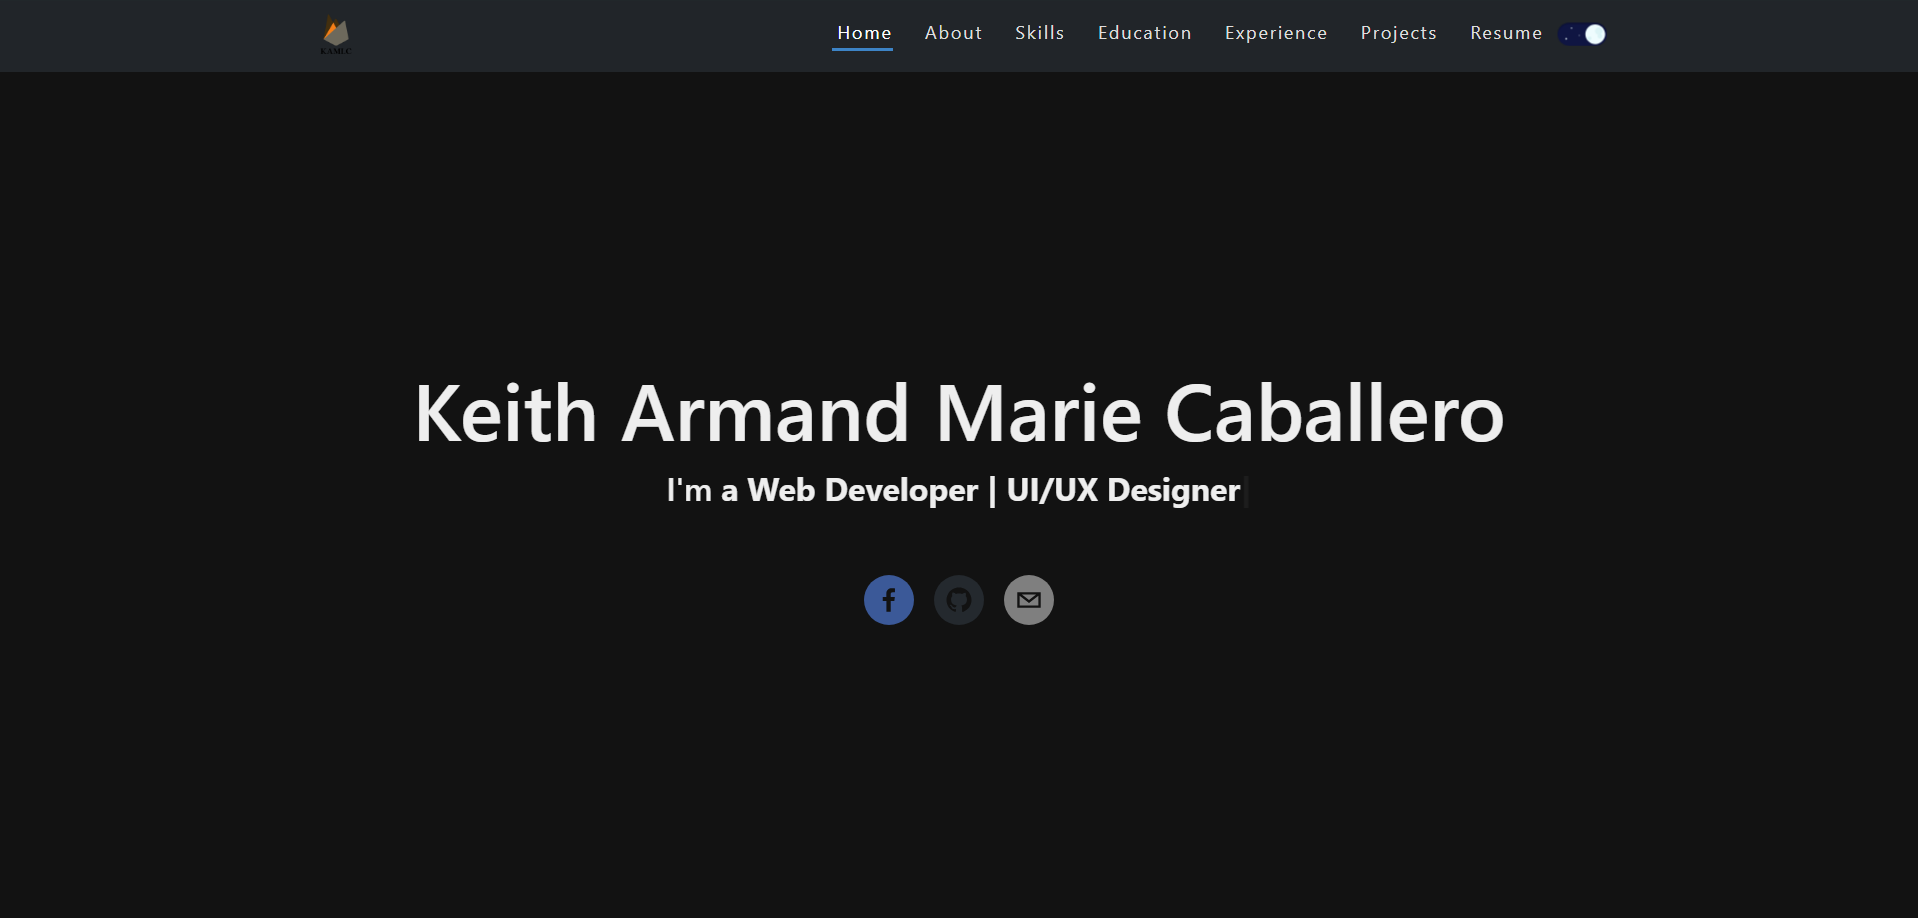 KAMLC
Home About Skills Education Experience Projects Resume
Keith Armand Marie Caballero
I'm a Web Developer | UI/UX Designer